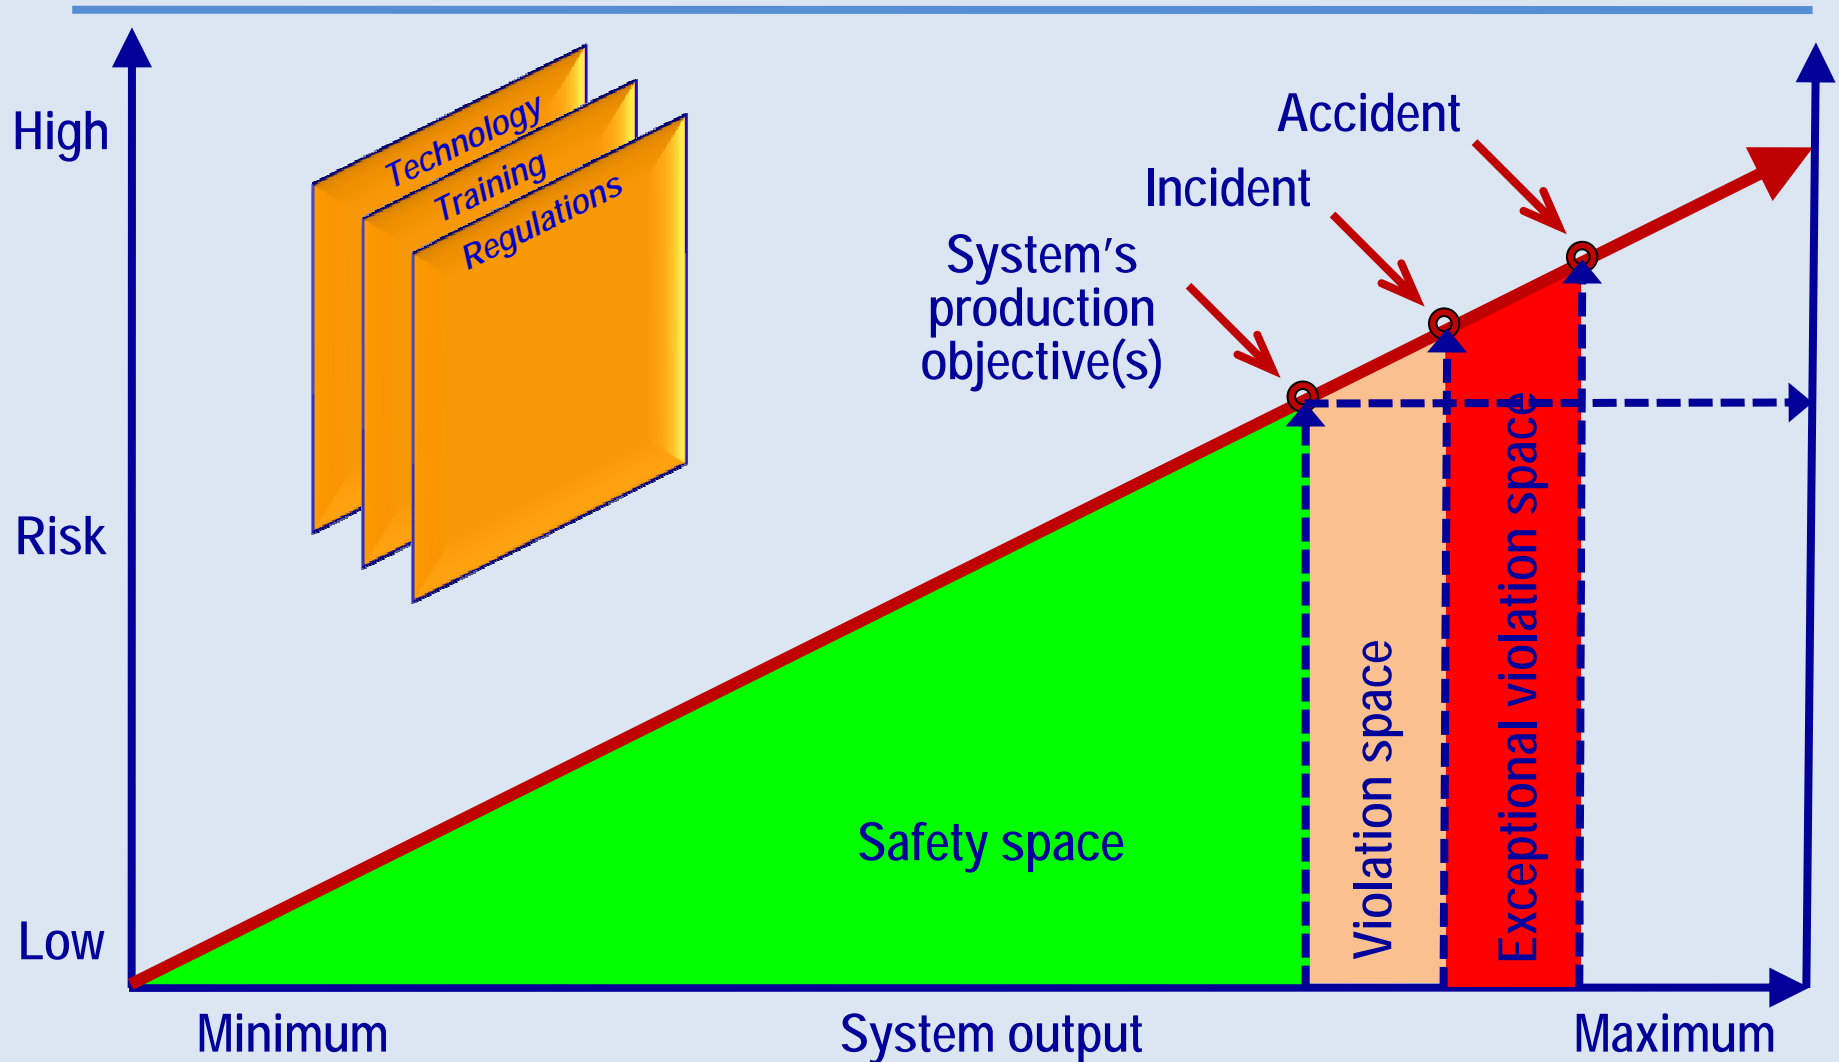 High
Technology
Training
Regulations
Accident
Incident
System's
production
objective(s)
Risk
Safety space
Violation space
Exceptional violation space
Low
Minimum
System output
Maximum